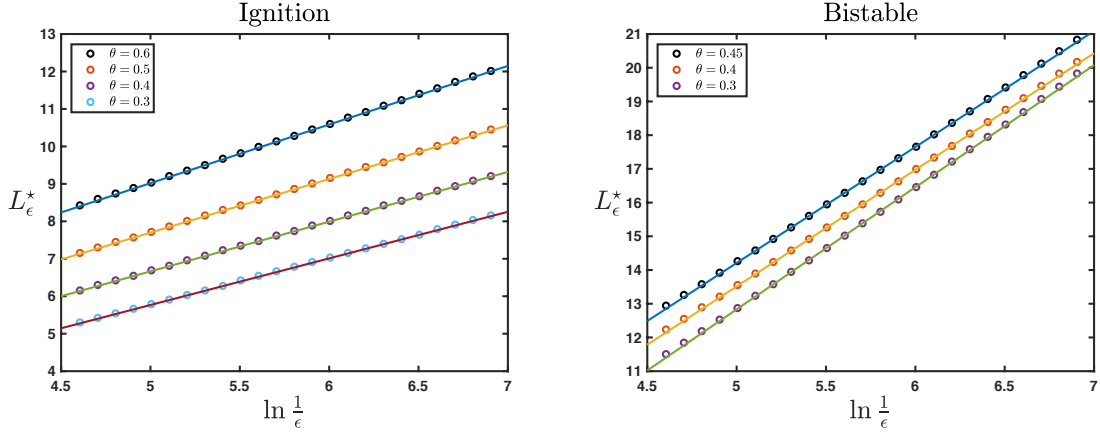 Ignition
13
12
11
10
9
8
7
6
5
4
L_ε^⋆
θ = 0.6
θ = 0.5
θ = 0.4
θ = 0.3
4.5 5 5.5 6 6.5 7
ln 1/ϵ
Bistable
21
20
19
18
17
16
15
14
13
12
11
L_ϵ^⋆
θ = 0.45
θ = 0.4
θ = 0.3
4.5 5 5.5 6 6.5 7
ln 1/ϵ